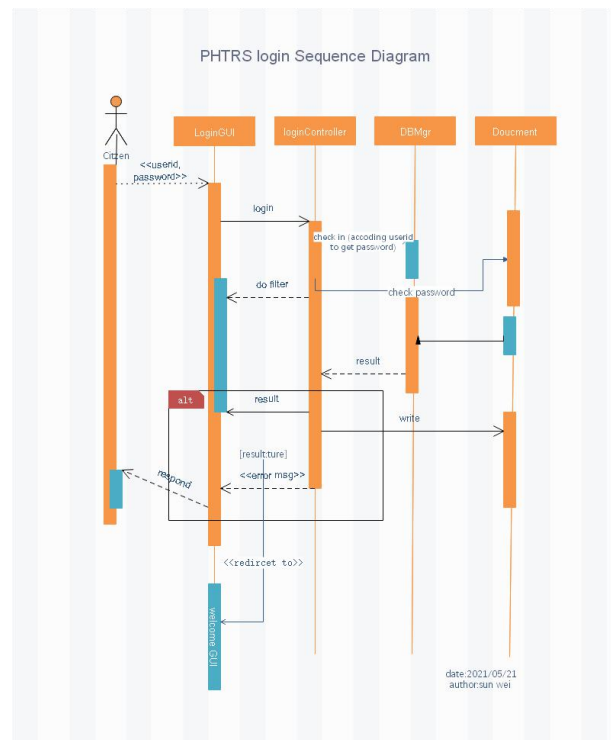 PHTRS login Sequence Diagram
LoginGUI
loginController
DBMgr
Doucment
Citzen
<<userid,
password>>
login
check in (accoding userid
to get password)
do filter
check password
result
alt
result
write
[result:ture]
<<error msg>>
respond
<<redircet to>>
welcome GUI
date:2021/05/21
author:sun wei